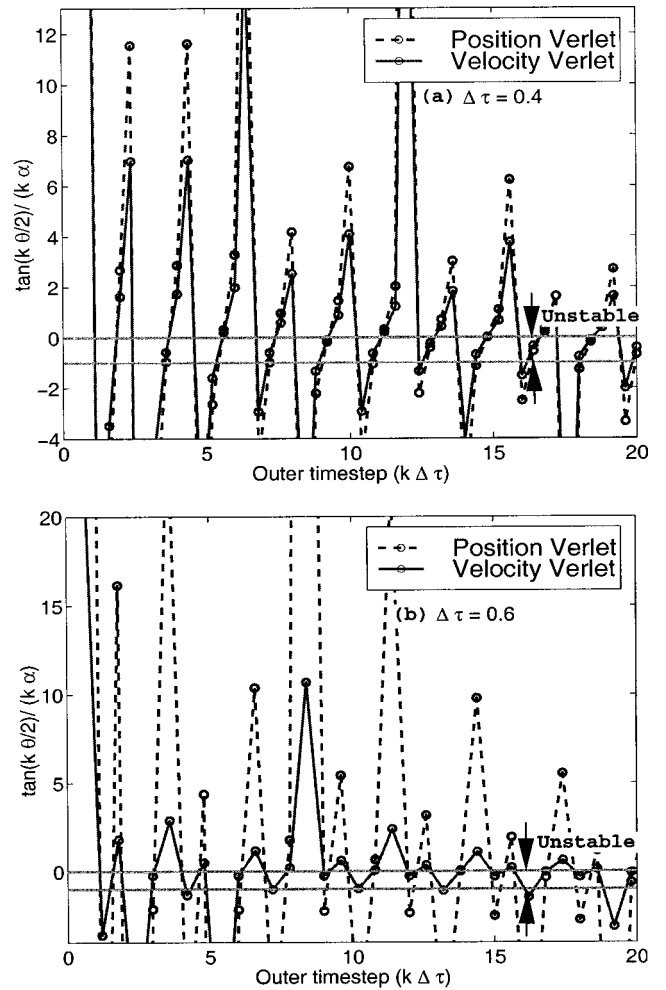 12
10
8
6
4
2
0
−2
−4
tan(k θ/2)/ (k α)
Position Verlet
Velocity Verlet
(a) Δ τ = 0.4
Unstable
0
5
10
15
20
Outer timestep (k Δ τ)
20
15
10
5
0
tan(k θ/2)/ (k α)
Position Verlet
Velocity Verlet
(b) Δ τ = 0.6
Unstable
0
5
10
15
20
Outer timestep (k Δ τ)